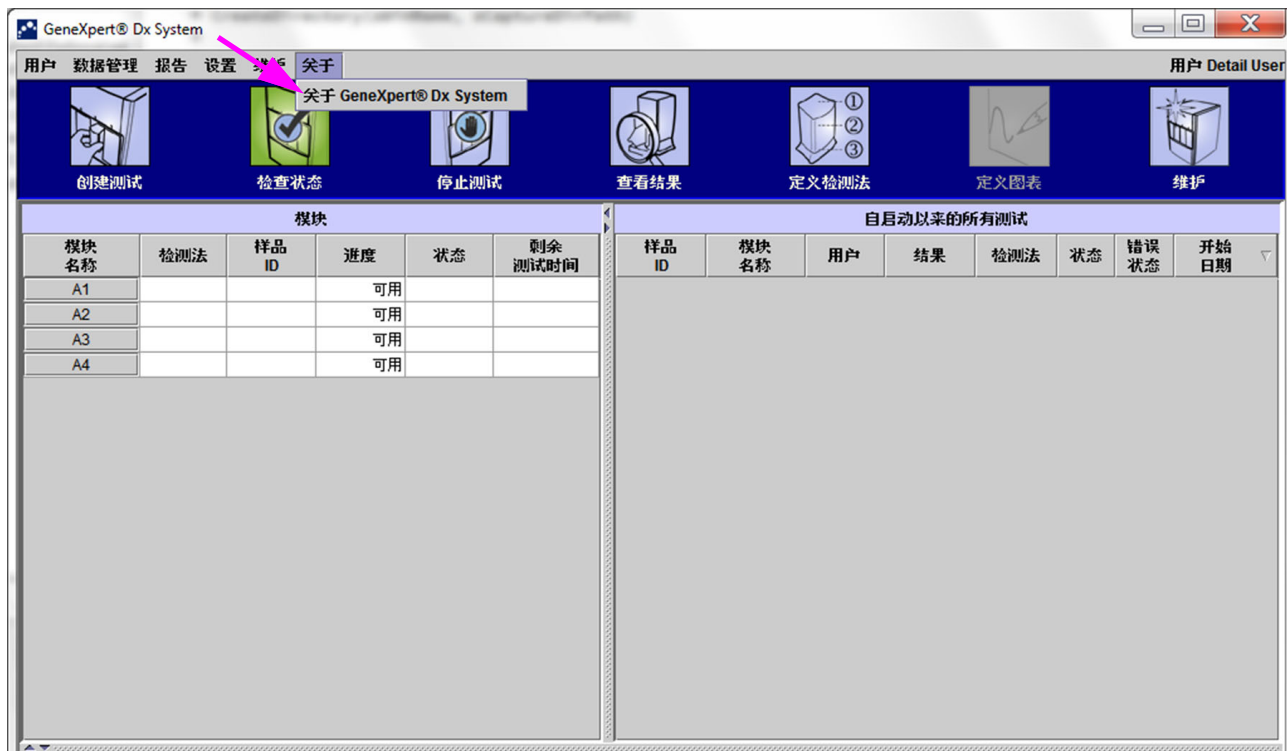 GeneXpert® Dx System
用户 数据管理 报告 设置 维护 关于 用户 Detail User
关于 GeneXpert® Dx System
创建测试 检查状态 停止测试 查看结果 定义检测法 定义图表 维护
①
②
③
模块 自启动以来的所有测试
模块
名称
检测法
样品
ID
进度
状态
剩余
测试时间
样品
ID
模块
名称
用户
结果
检测法
状态
错误
状态
开始
日期
A1 可用
A2 可用
A3 可用
A4 可用